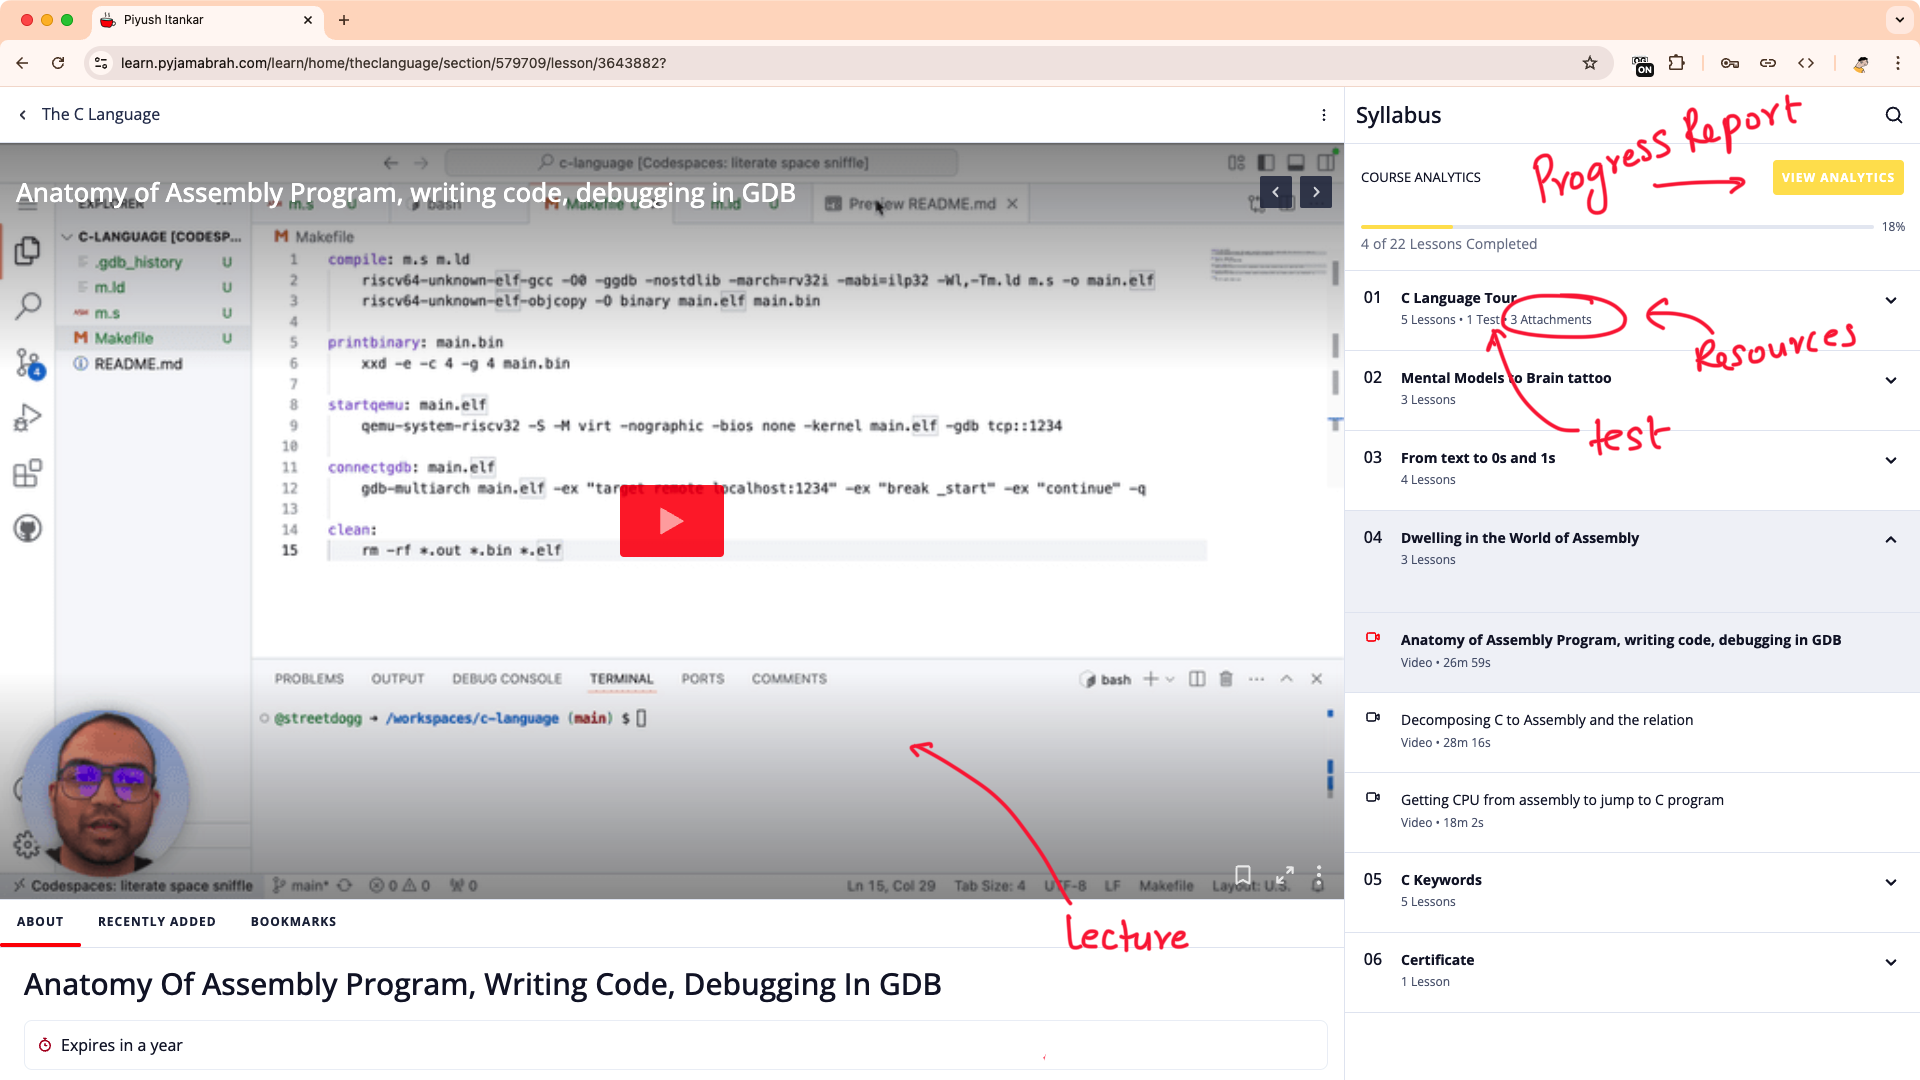 Piyush Itankar
learn.pyjamabrah.com/learn/home/theclanguage/section/579709/lesson/3643882?
ON
The C Language
c-language [Codespaces: literate space sniffle]
Anatomy of Assembly Program, writing code, debugging in GDB
EXPLORER
m.s U
bash
Makefile U
m.ld U
Preview README.md
C-LANGUAGE [CODESP...
.gdb_history U
m.ld U
m.s U
Makefile U
README.md
4
Makefile
1 compile: m.s m.ld
2 riscv64-unknown-elf-gcc -O0 -ggdb -nostdlib -march=rv32i -mabi=ilp32 -Wl,-Tm.ld m.s -o main.elf
3 riscv64-unknown-elf-objcopy -O binary main.elf main.bin
4
5 printbinary: main.bin
6 xxd -e -c 4 -g 4 main.bin
7
8 startqemu: main.elf
9 qemu-system-riscv32 -S -M virt -nographic -bios none -kernel main.elf -gdb tcp::1234
10
11 connectgdb: main.elf
12 gdb-multiarch main.elf -ex "target remote localhost:1234" -ex "break _start" -ex "continue" -q
13
14 clean:
15 rm -rf *.out *.bin *.elf
PROBLEMS OUTPUT DEBUG CONSOLE TERMINAL PORTS COMMENTS
bash
@streetdogg → /workspaces/c-language (main) $
Codespaces: literate space sniffle main* 0 0 0
Ln 15, Col 29 Tab Size: 4 UTF-8 LF Makefile Layout: U.S.
Lecture
ABOUT RECENTLY ADDED BOOKMARKS
Anatomy Of Assembly Program, Writing Code, Debugging In GDB
Expires in a year
Syllabus
Progress Report
COURSE ANALYTICS
VIEW ANALYTICS
18%
4 of 22 Lessons Completed
01 C Language Tour
5 Lessons • 1 Test • 3 Attachments
Resources
02 Mental Models to Brain tattoo
3 Lessons
test
03 From text to 0s and 1s
4 Lessons
04 Dwelling in the World of Assembly
3 Lessons
Anatomy of Assembly Program, writing code, debugging in GDB
Video • 26m 59s
Decomposing C to Assembly and the relation
Video • 28m 16s
Getting CPU from assembly to jump to C program
Video • 18m 2s
05 C Keywords
5 Lessons
06 Certificate
1 Lesson